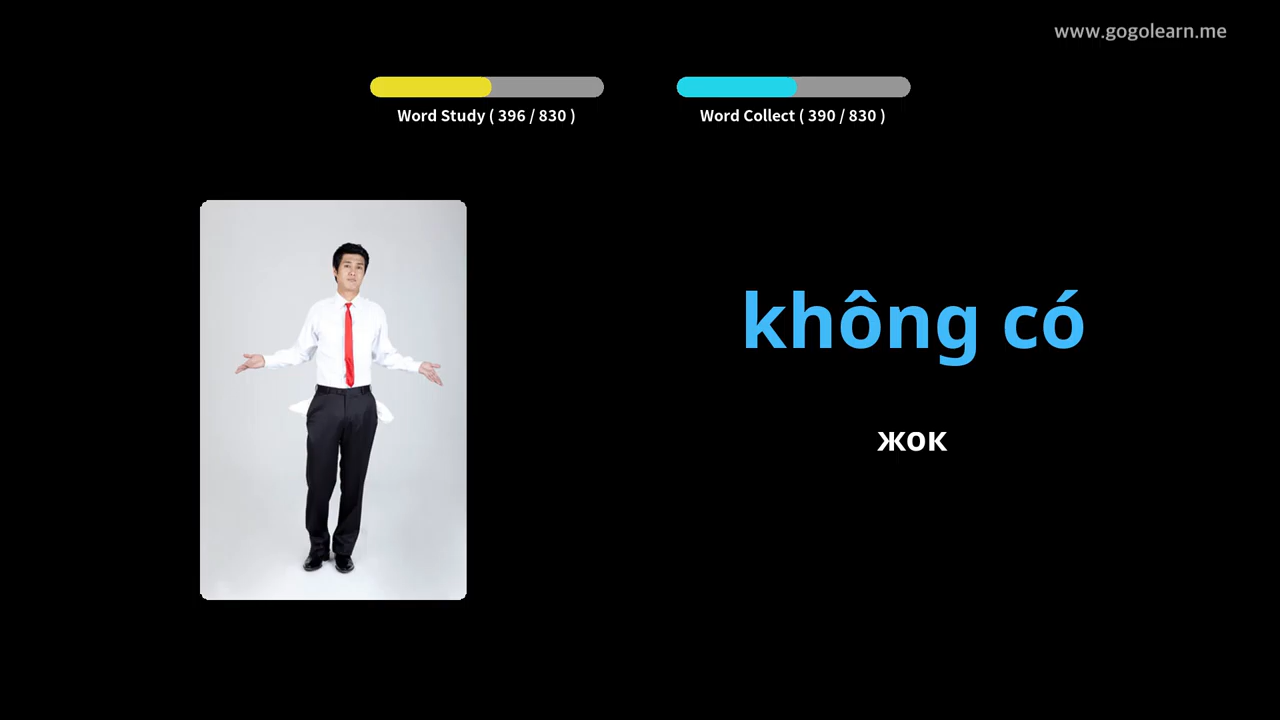 www.gogolearn.me
Word Study ( 396 / 830 )
Word Collect ( 390 / 830 )
không có
жок